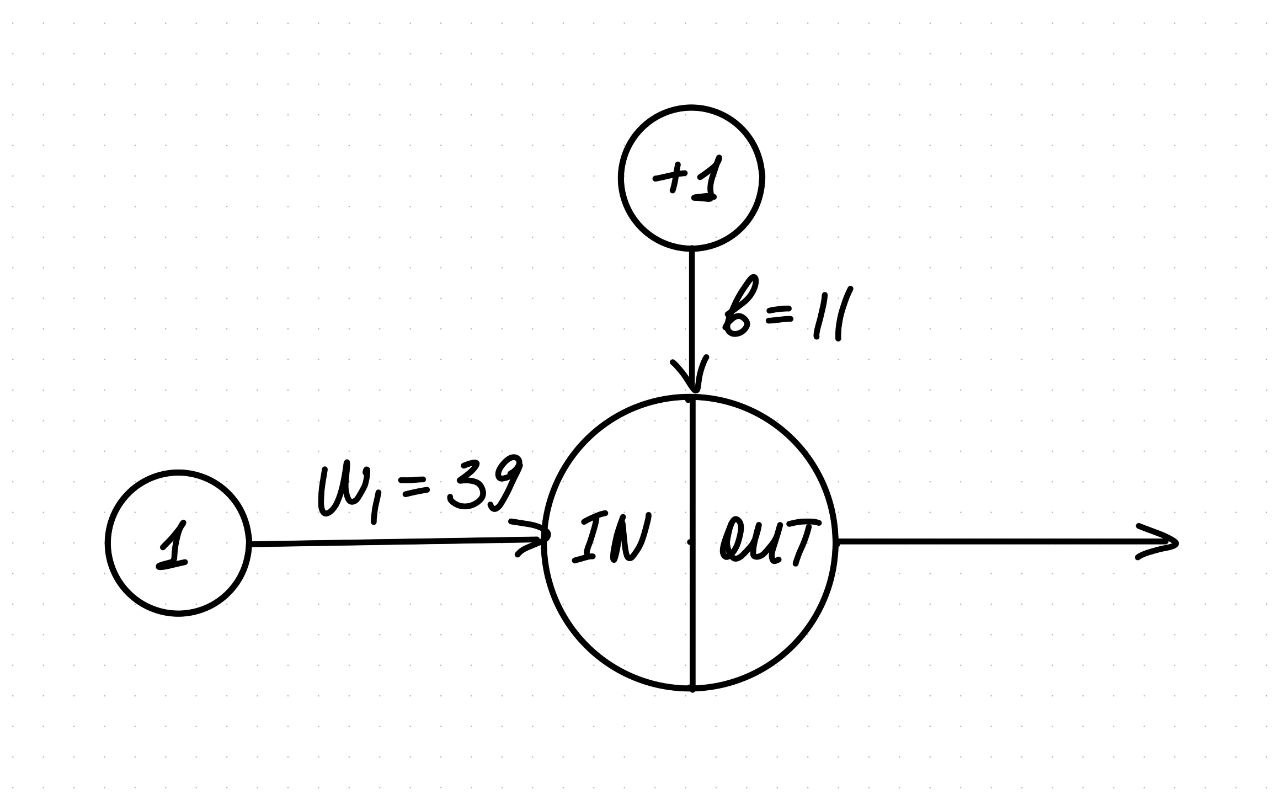 +1
b = 11
W₁ = 39
1
IN
OUT